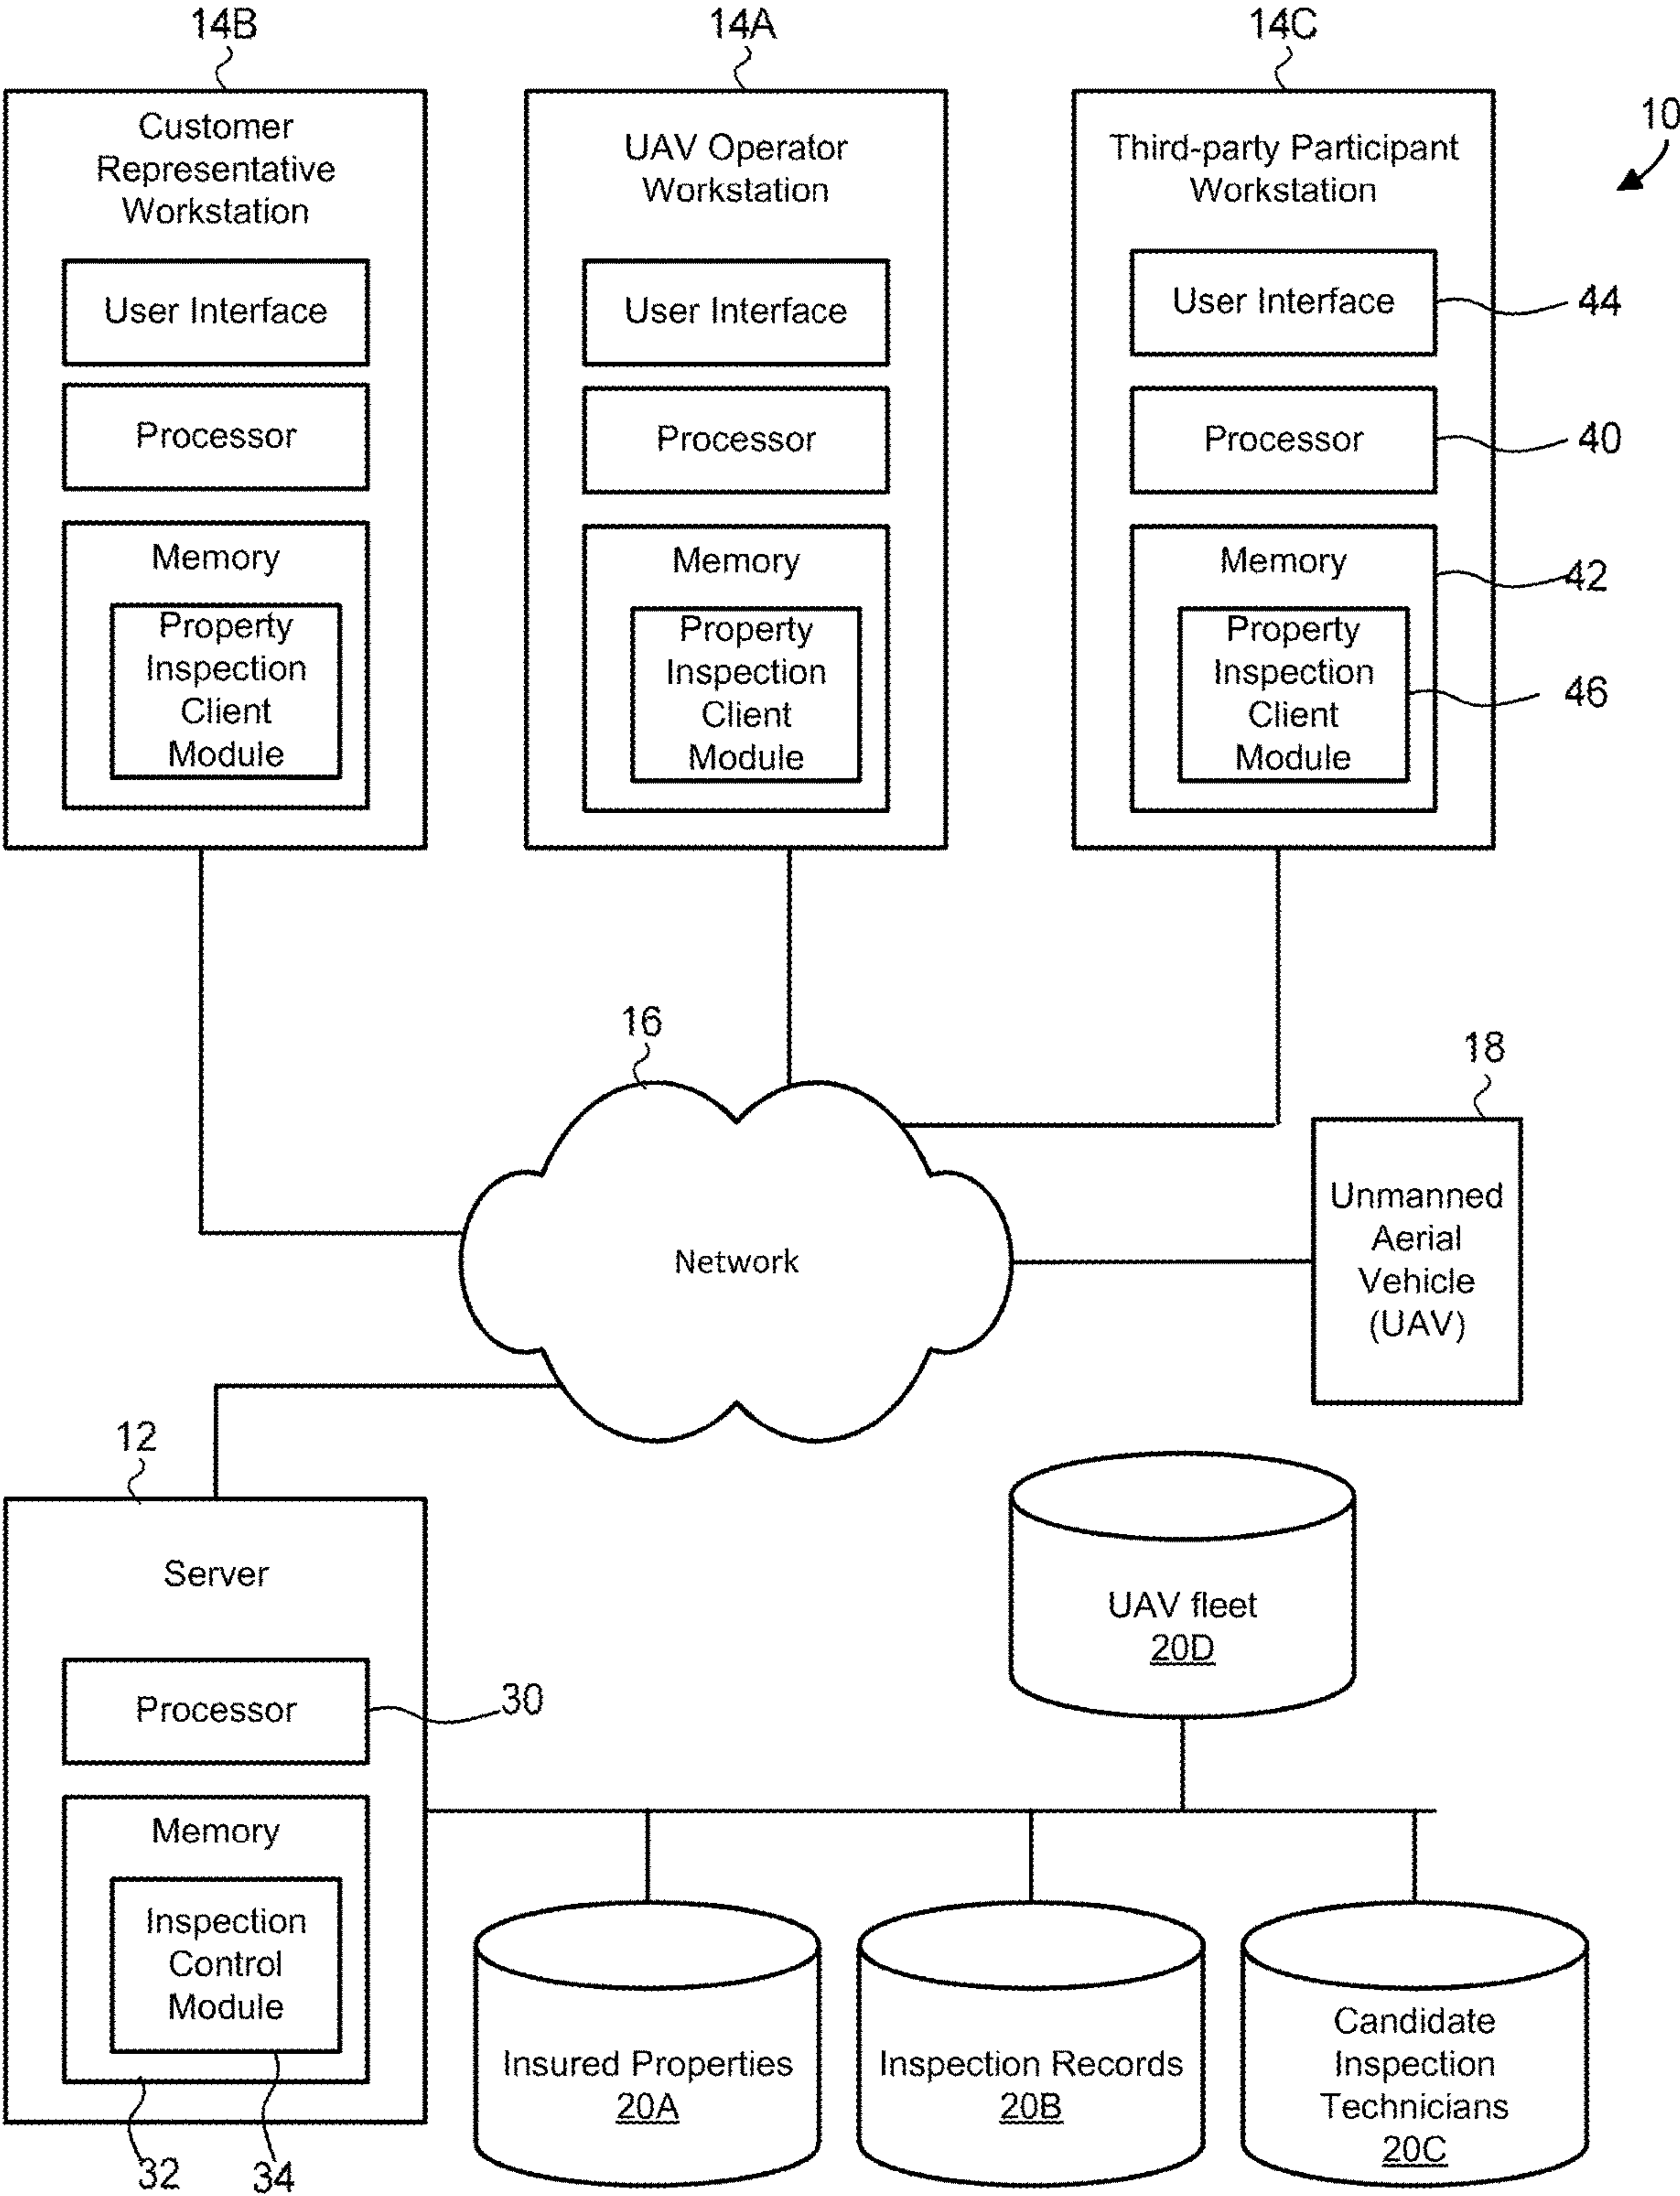 14B
14A
14C
10
Customer
Representative
Workstation
User Interface
Processor
Memory
Property
Inspection
Client
Module
UAV Operator
Workstation
User Interface
Processor
Memory
Property
Inspection
Client
Module
Third-party Participant
Workstation
User Interface
44
Processor
40
Memory
42
Property
Inspection
Client
Module
46
16
Network
18
Unmanned
Aerial
Vehicle
(UAV)
12
Server
Processor
30
Memory
Inspection
Control
Module
32
34
UAV fleet
20D
Insured Properties
20A
Inspection Records
20B
Candidate
Inspection
Technicians
20C